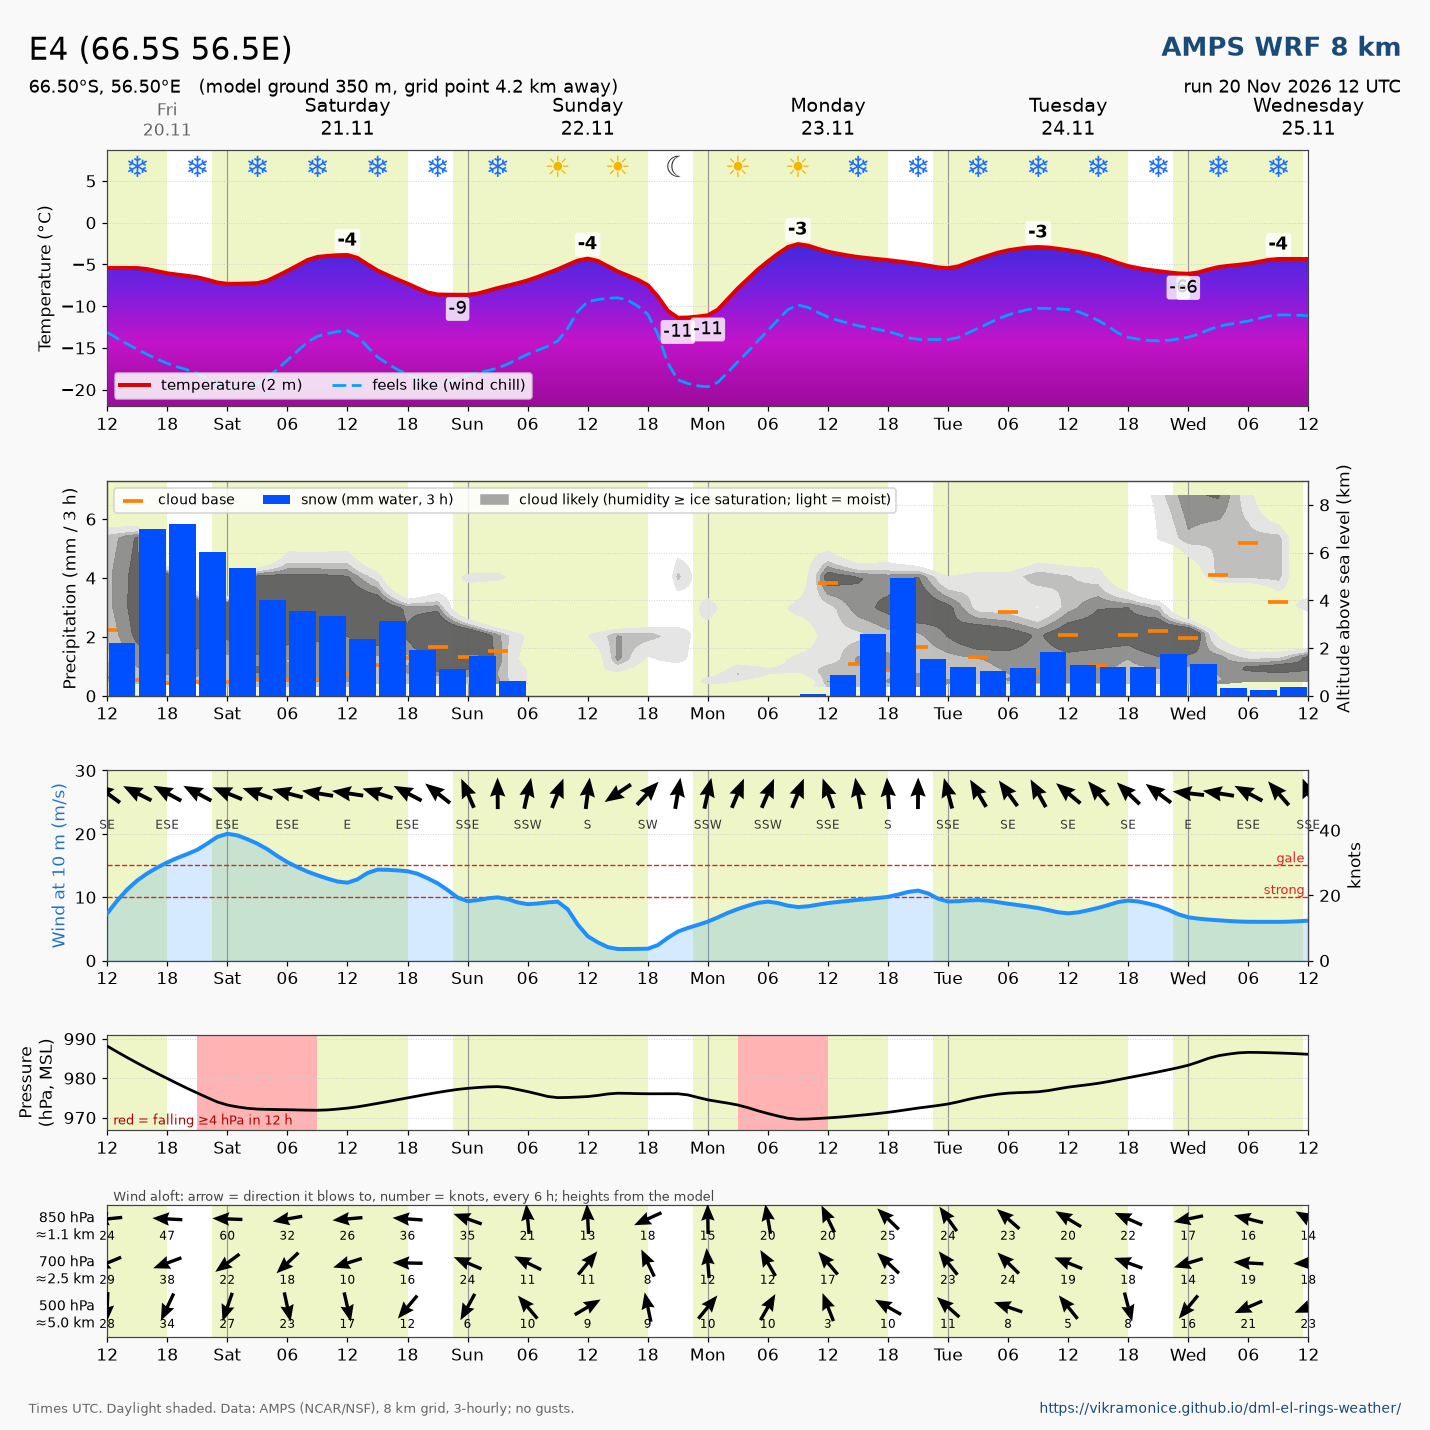 E4 (66.5S 56.5E)
AMPS WRF 8 km
66.50°S, 56.50°E (model ground 350 m, grid point 4.2 km away)
run 20 Nov 2026 12 UTC
Fri Saturday Sunday Monday Tuesday Wednesday
20.11 21.11 22.11 23.11 24.11 25.11
Temperature (°C)
5
0
−5
−10
−15
−20
-4 -9 -4 -11 -11 -3 -3 -6 -4
temperature (2 m) feels like (wind chill)
12 18 Sat 06 12 18 Sun 06 12 18 Mon 06 12 18 Tue 06 12 18 Wed 06 12
Precipitation (mm / 3 h)
6
4
2
0
cloud base snow (mm water, 3 h) cloud likely (humidity ≥ ice saturation; light = moist)
8
6
4
2
0
Altitude above sea level (km)
12 18 Sat 06 12 18 Sun 06 12 18 Mon 06 12 18 Tue 06 12 18 Wed 06 12
Wind at 10 m (m/s)
30
20
10
0
SE ESE ESE ESE E ESE SSE SSW S SW SSW SSW SSE S SSE SE SE SE E ESE SSE
gale
strong
40
20
0
knots
12 18 Sat 06 12 18 Sun 06 12 18 Mon 06 12 18 Tue 06 12 18 Wed 06 12
Pressure
(hPa, MSL)
990
980
970
red = falling ≥4 hPa in 12 h
12 18 Sat 06 12 18 Sun 06 12 18 Mon 06 12 18 Tue 06 12 18 Wed 06 12
Wind aloft: arrow = direction it blows to, number = knots, every 6 h; heights from the model
850 hPa
≈1.1 km 24 47 60 32 26 36 35 21 13 18 15 20 20 25 24 23 20 22 17 16 14
700 hPa
≈2.5 km 29 38 22 18 10 16 24 11 11 8 12 12 17 23 23 24 19 18 14 19 18
500 hPa
≈5.0 km 28 34 27 23 17 12 6 10 9 9 10 10 3 10 11 8 5 8 16 21 23
12 18 Sat 06 12 18 Sun 06 12 18 Mon 06 12 18 Tue 06 12 18 Wed 06 12
Times UTC. Daylight shaded. Data: AMPS (NCAR/NSF), 8 km grid, 3-hourly; no gusts.
https://vikramonice.github.io/dml-el-rings-weather/